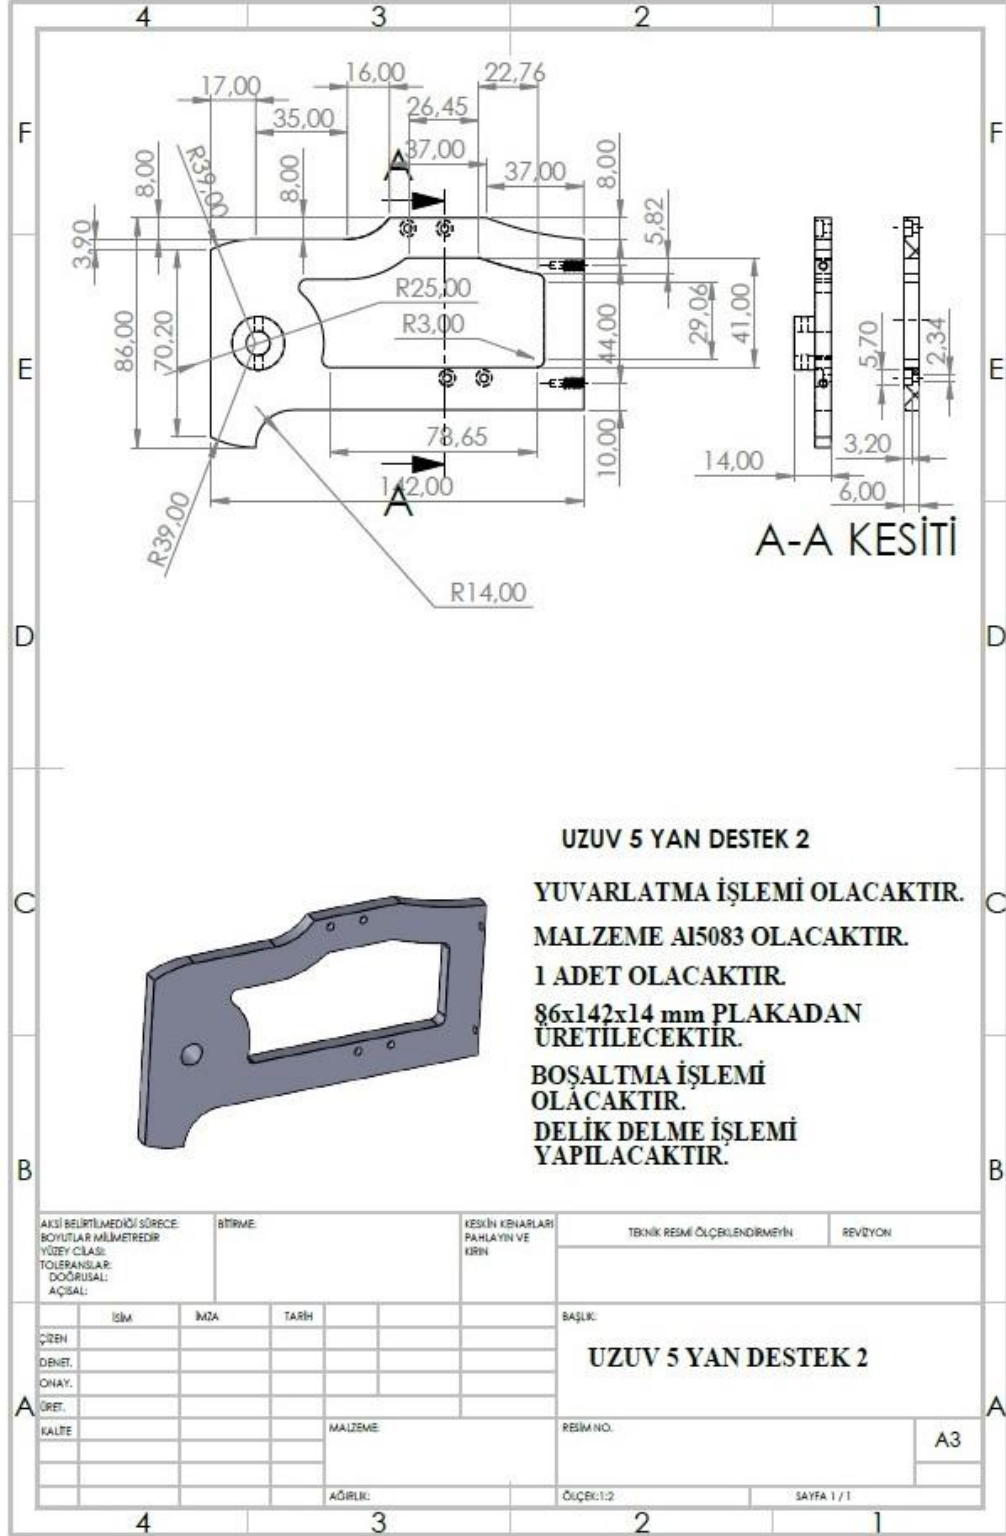 4 3 2 1
F F
17,00 16,00 22,76
35,00 26,45
A 37,00 37,00
8,00 R39,00 8,00 8,00
3,90 5,82
86,00 70,20 R25,00 29,06 41,00
R3,00 44,00
E E
5,70 2,34
78,65 10,00 14,00 3,20
142,00 6,00
A
R39,00
A-A KESİTİ
R14,00
D D
UZUV 5 YAN DESTEK 2
YUVARLATMA İŞLEMİ OLACAKTIR.
C C
MALZEME Al5083 OLACAKTIR.
1 ADET OLACAKTIR.
86x142x14 mm PLAKADAN
ÜRETİLECEKTİR.
BOŞALTMA İŞLEMİ
OLACAKTIR.
DELİK DELME İŞLEMİ
YAPILACAKTIR.
B B
AKSİ BELİRTİLMEDİĞİ SÜRECE:
BOYUTLAR MİLİMETREDİR
YÜZEY CİLASI:
TOLERANSLAR:
DOĞRUSAL:
AÇISAL:
BİTİRME:
KESKİN KENARLARI
PAHLAYIN VE
KIRIN
TEKNİK RESMİ ÖLÇEKLENDİRMEYİN
REVİZYON
İSİM İMZA TARİH
ÇİZEN
DENET.
ONAY.
ÜRET.
KALİTE
BAŞLIK:
UZUV 5 YAN DESTEK 2
A A
MALZEME:
RESİM NO.
A3
AĞIRLIK:
ÖLÇEK:1:2
SAYFA 1 / 1
4 3 2 1